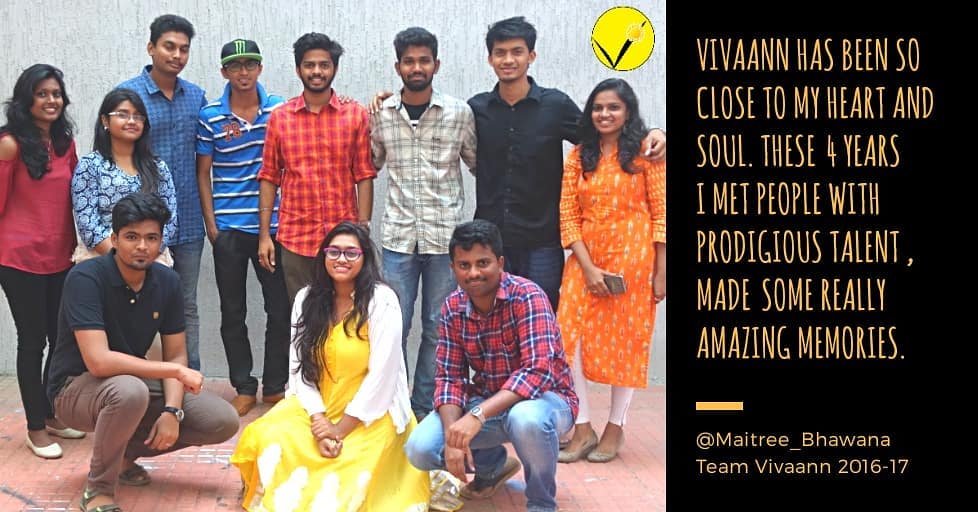 VIVAANN HAS BEEN SO
CLOSE TO MY HEART AND
SOUL. THESE 4 YEARS
I MET PEOPLE WITH
PRODIGIOUS TALENT ,
MADE SOME REALLY
AMAZING MEMORIES.
@Maitree_Bhawana
Team Vivaann 2016-17